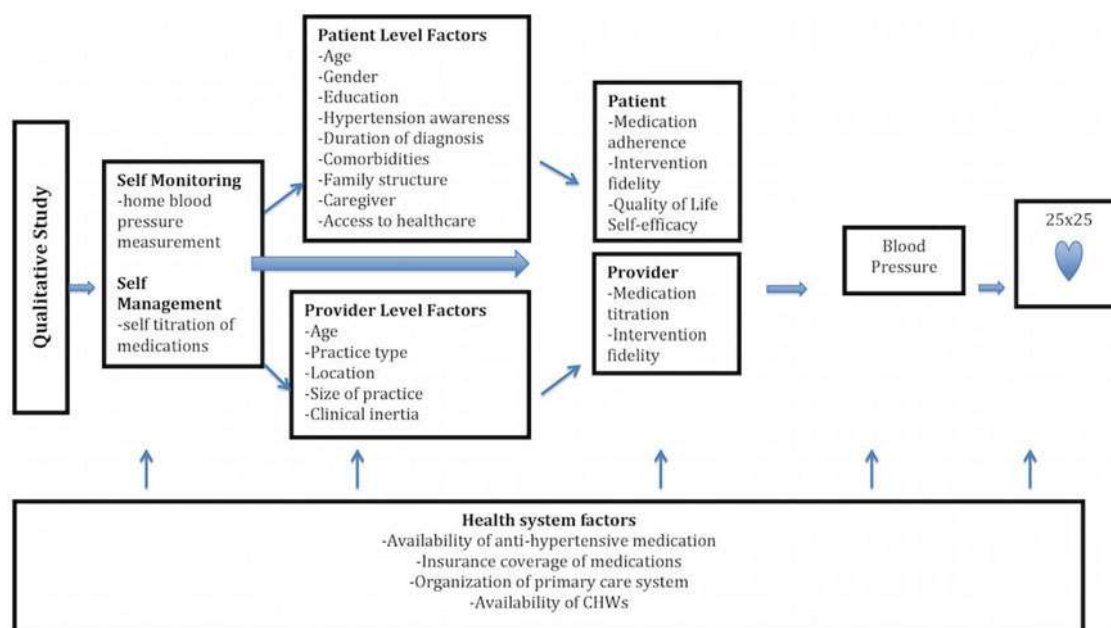 Qualitative Study
Self Monitoring
-home blood
pressure
measurement
Self
Management
-self titration of
medications
Patient Level Factors
-Age
-Gender
-Education
-Hypertension awareness
-Duration of diagnosis
-Comorbidities
-Family structure
-Caregiver
-Access to healthcare
Provider Level Factors
-Age
-Practice type
-Location
-Size of practice
-Clinical inertia
Patient
-Medication
adherence
-Intervention
fidelity
-Quality of Life
Self-efficacy
Provider
-Medication
titration
-Intervention
fidelity
Blood
Pressure
25x25
Health system factors
-Availability of anti-hypertensive medication
-Insurance coverage of medications
-Organization of primary care system
-Availability of CHWs